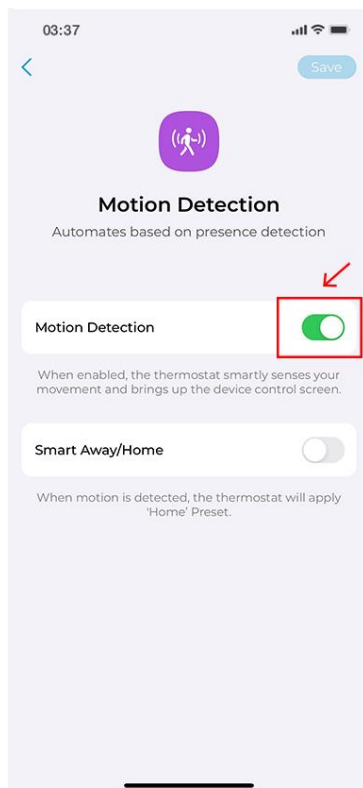 03:37
Save
Motion Detection
Automates based on presence detection
Motion Detection
When enabled, the thermostat smartly senses your
movement and brings up the device control screen.
Smart Away/Home
When motion is detected, the thermostat will apply
'Home' Preset.